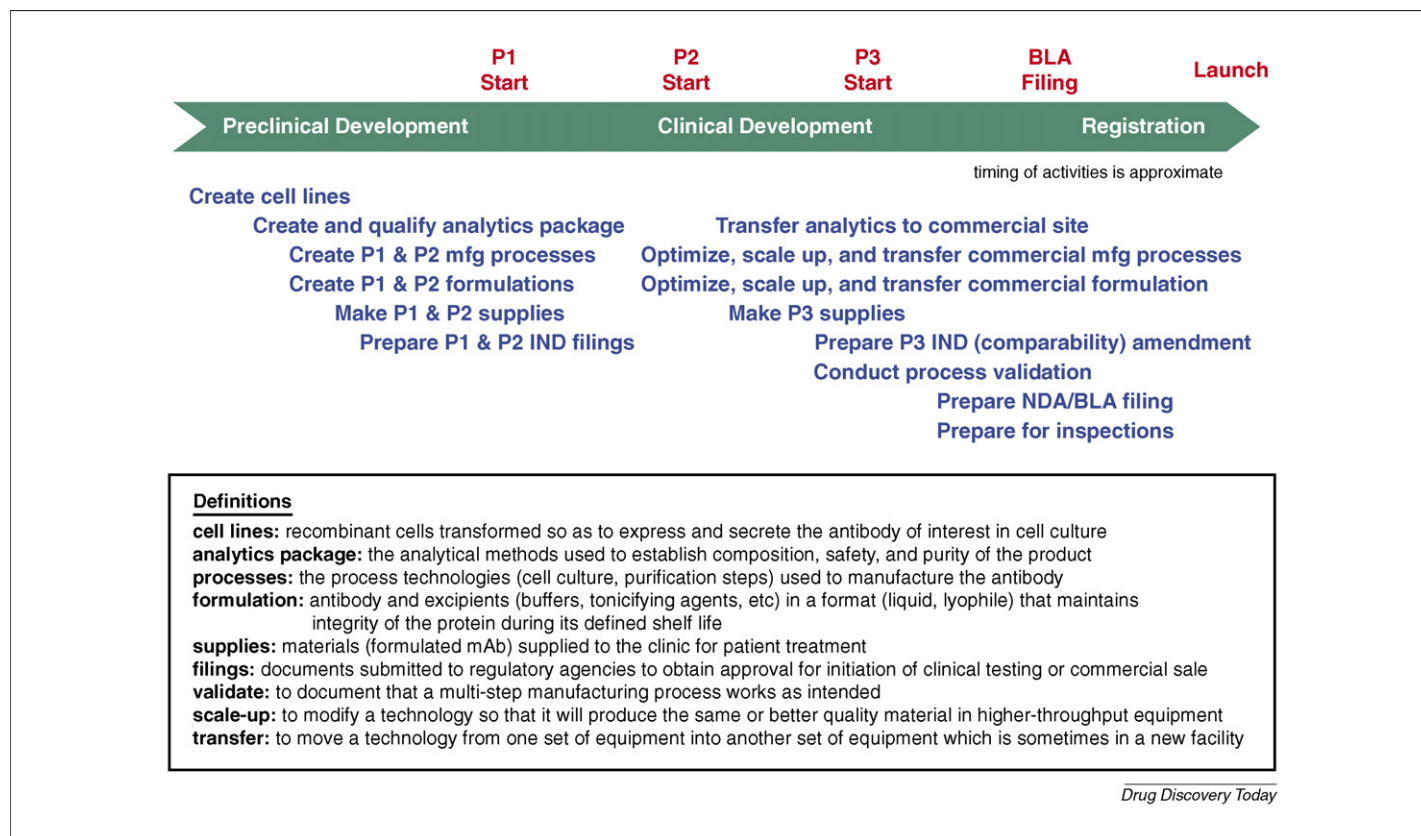 P1 Start
P2 Start
P3 Start
BLA Filing
Launch
Preclinical Development
Clinical Development
Registration
timing of activities is approximate
Create cell lines
Create and qualify analytics package
Transfer analytics to commercial site
Create P1 & P2 mfg processes
Optimize, scale up, and transfer commercial mfg processes
Create P1 & P2 formulations
Optimize, scale up, and transfer commercial formulation
Make P1 & P2 supplies
Make P3 supplies
Prepare P1 & P2 IND filings
Prepare P3 IND (comparability) amendment
Conduct process validation
Prepare NDA/BLA filing
Prepare for inspections
Definitions
cell lines: recombinant cells transformed so as to express and secrete the antibody of interest in cell culture
analytics package: the analytical methods used to establish composition, safety, and purity of the product
processes: the process technologies (cell culture, purification steps) used to manufacture the antibody
formulation: antibody and excipients (buffers, tonicifying agents, etc) in a format (liquid, lyophile) that maintains
integrity of the protein during its defined shelf life
supplies: materials (formulated mAb) supplied to the clinic for patient treatment
filings: documents submitted to regulatory agencies to obtain approval for initiation of clinical testing or commercial sale
validate: to document that a multi-step manufacturing process works as intended
scale-up: to modify a technology so that it will produce the same or better quality material in higher-throughput equipment
transfer: to move a technology from one set of equipment into another set of equipment which is sometimes in a new facility
Drug Discovery Today